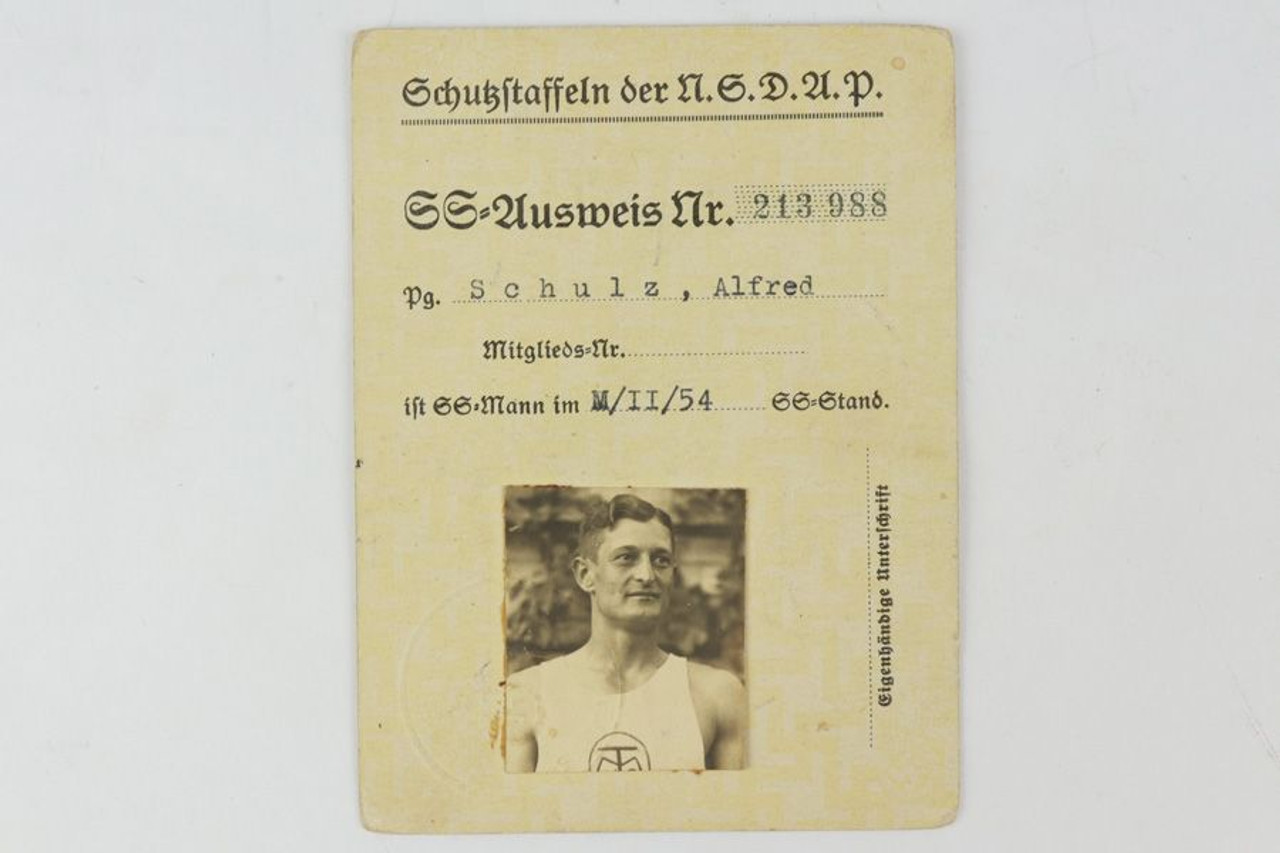 Schutzstaffeln der N.S.D.A.P.
SS-Ausweis Nr. 213 988
Pg. Schulz, Alfred
Mitglieds-Nr.
ist SS-Mann im M/II/54 SS-Stand.
Eigenhändige Unterschrift